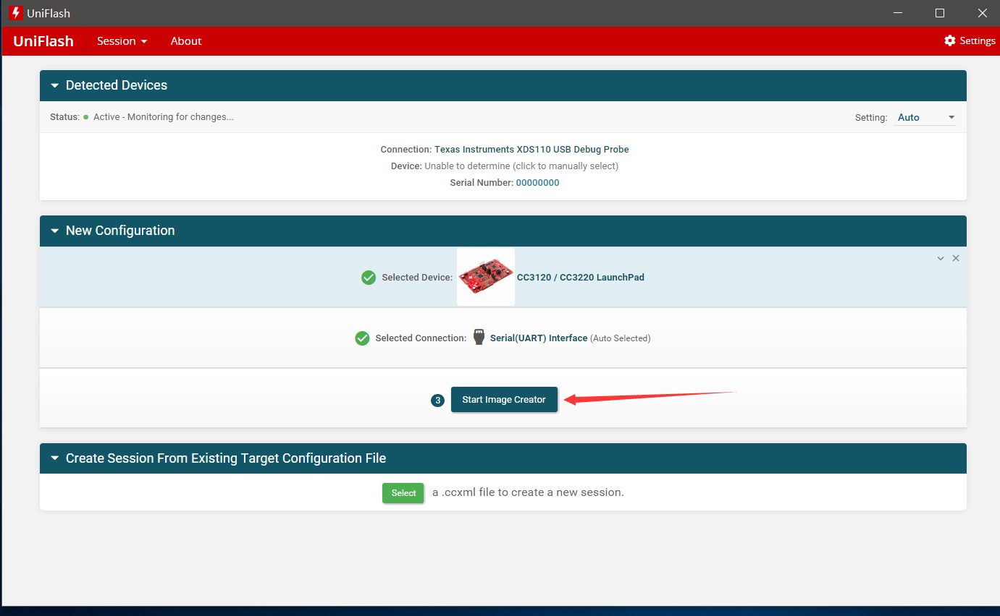 UniFlash
UniFlash Session About Settings
Detected Devices
Status: Active - Monitoring for changes... Setting: Auto
Connection: Texas Instruments XDS110 USB Debug Probe
Device: Unable to determine (click to manually select)
Serial Number: 00000000
New Configuration
Selected Device: CC3120 / CC3220 LaunchPad
Selected Connection: Serial(UART) Interface (Auto Selected)
3 Start Image Creator
Create Session From Existing Target Configuration File
Select a .ccxml file to create a new session.